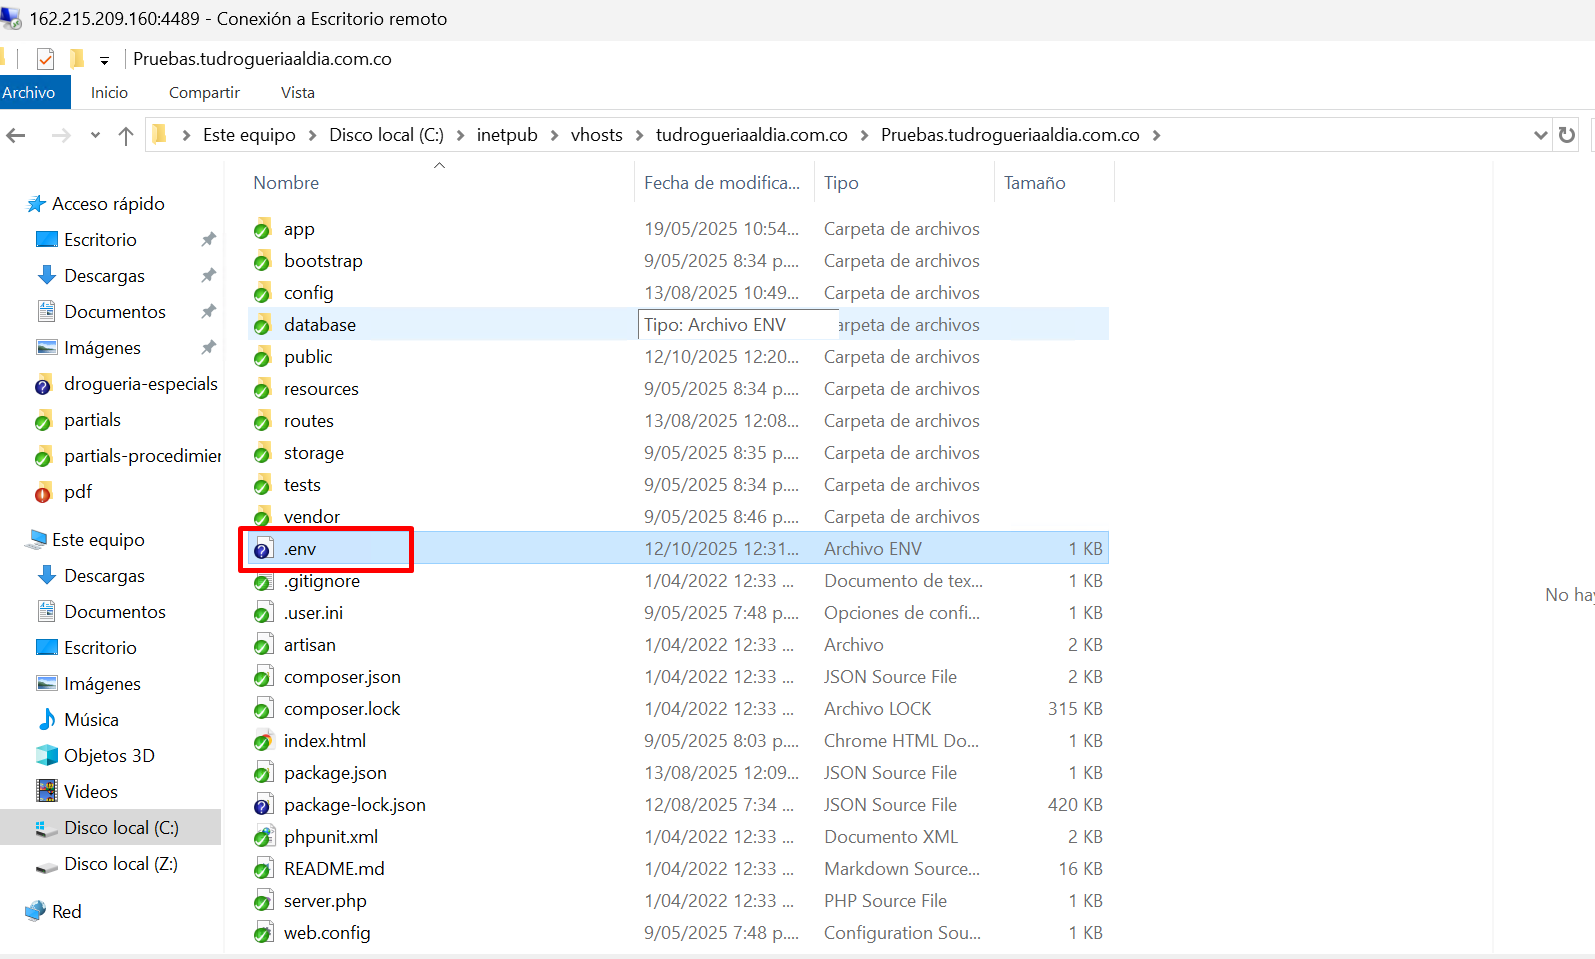 162.215.209.160:4489 - Conexión a Escritorio remoto
Pruebas.tudrogueriaaldia.com.co
Archivo Inicio Compartir Vista
Este equipo Disco local (C:) inetpub vhosts tudrogueriaaldia.com.co Pruebas.tudrogueriaaldia.com.co
Nombre Fecha de modifica... Tipo Tamaño
Acceso rápido
Escritorio
Descargas
Documentos
Imágenes
drogueria-especials
partials
partials-procedimier
pdf
Este equipo
Descargas
Documentos
Escritorio
Imágenes
Música
Objetos 3D
Videos
Disco local (C:)
Disco local (Z:)
Red
app 19/05/2025 10:54... Carpeta de archivos
bootstrap 9/05/2025 8:34 p.... Carpeta de archivos
config 13/08/2025 10:49... Carpeta de archivos
database Tipo: Archivo ENV arpeta de archivos
public 12/10/2025 12:20... Carpeta de archivos
resources 9/05/2025 8:34 p.... Carpeta de archivos
routes 13/08/2025 12:08... Carpeta de archivos
storage 9/05/2025 8:35 p.... Carpeta de archivos
tests 9/05/2025 8:34 p.... Carpeta de archivos
vendor 9/05/2025 8:46 p.... Carpeta de archivos
.env 12/10/2025 12:31... Archivo ENV 1 KB
.gitignore 1/04/2022 12:33 ... Documento de tex... 1 KB
.user.ini 9/05/2025 7:48 p.... Opciones de confi... 1 KB
artisan 1/04/2022 12:33 ... Archivo 2 KB
composer.json 1/04/2022 12:33 ... JSON Source File 2 KB
composer.lock 1/04/2022 12:33 ... Archivo LOCK 315 KB
index.html 9/05/2025 8:03 p.... Chrome HTML Do... 1 KB
package.json 13/08/2025 12:09... JSON Source File 1 KB
package-lock.json 12/08/2025 7:34 ... JSON Source File 420 KB
phpunit.xml 1/04/2022 12:33 ... Documento XML 2 KB
README.md 1/04/2022 12:33 ... Markdown Source... 16 KB
server.php 1/04/2022 12:33 ... PHP Source File 1 KB
web.config 9/05/2025 7:48 p.... Configuration Sou... 1 KB
No hay